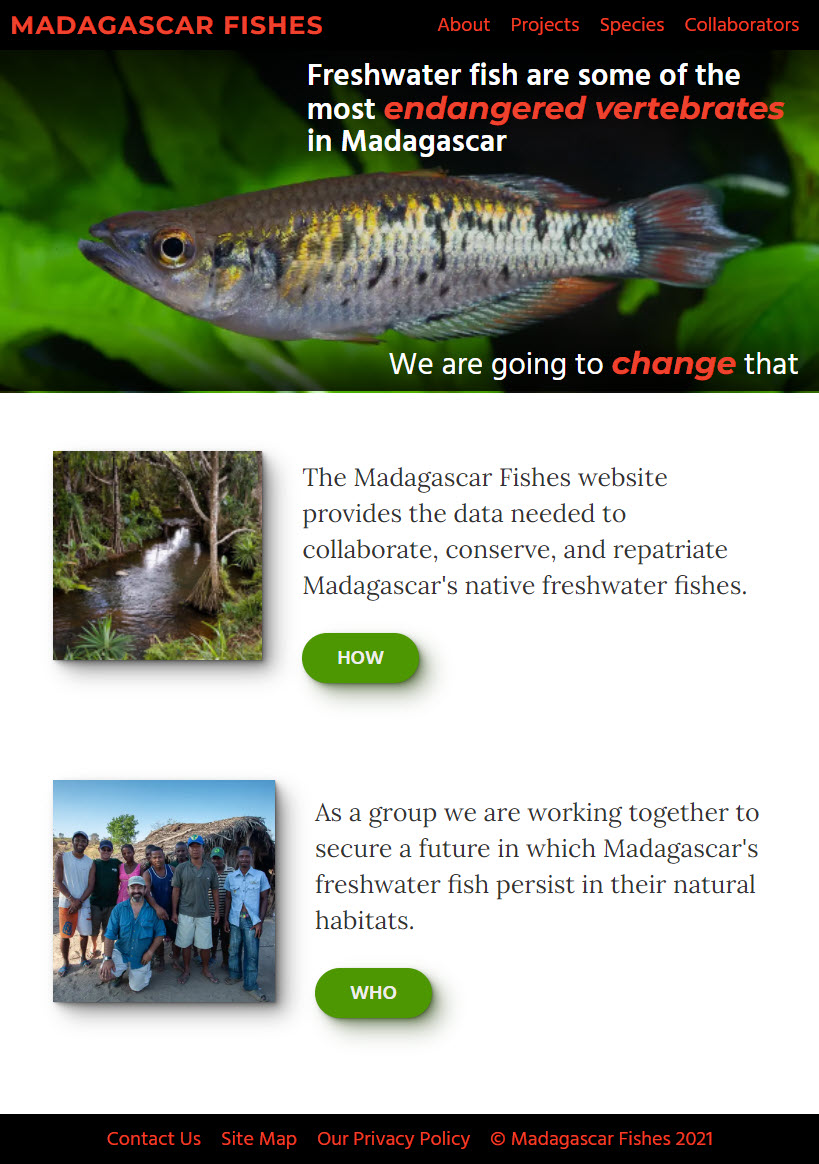 MADAGASCAR FISHES
About Projects Species Collaborators
Freshwater fish are some of the
most endangered vertebrates
in Madagascar
We are going to change that
The Madagascar Fishes website
provides the data needed to
collaborate, conserve, and repatriate
Madagascar's native freshwater fishes.
HOW
As a group we are working together to
secure a future in which Madagascar's
freshwater fish persist in their natural
habitats.
WHO
Contact Us Site Map Our Privacy Policy © Madagascar Fishes 2021